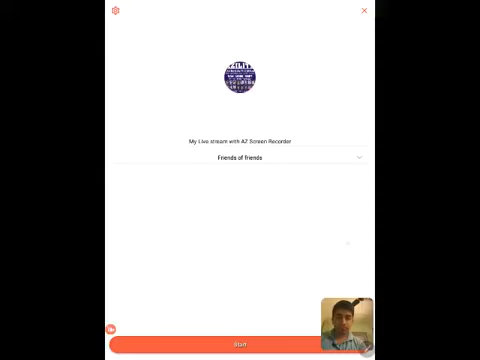 My Live stream with AZ Screen Recorder
Friends of friends
Start